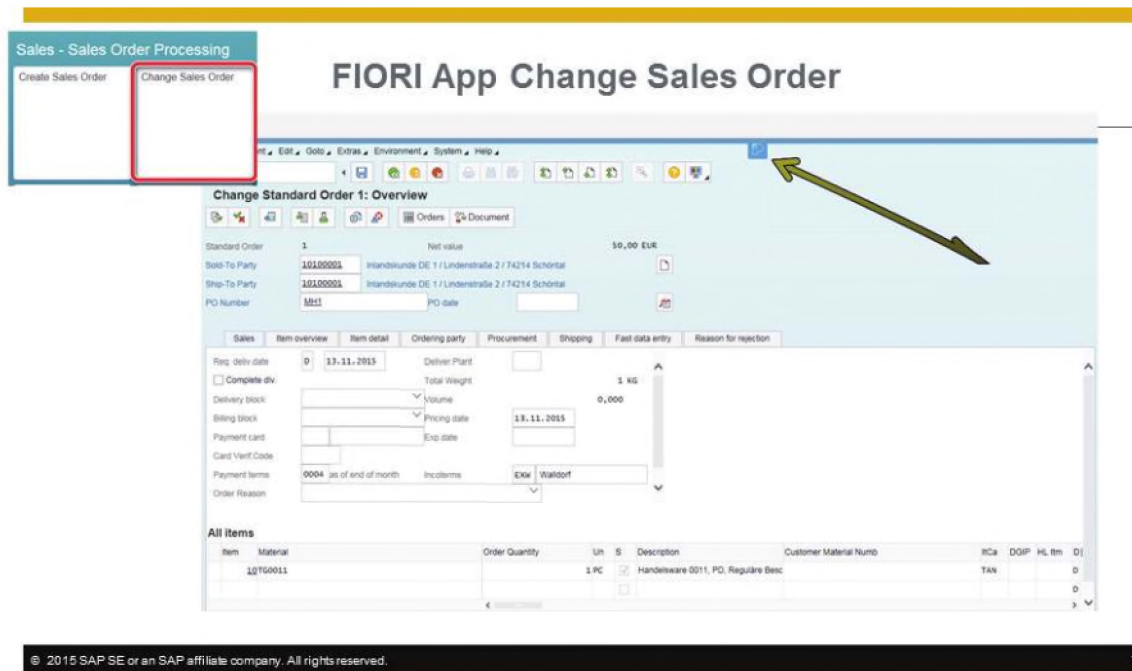 Sales - Sales Order Processing
Create Sales Order Change Sales Order
FIORI App Change Sales Order
Edit Goto Extras Environment System Help
Change Standard Order 1: Overview
Orders Document
Standard Order 1 Net value 50,00 EUR
Sold-To Party 10100001 Inlandskunde DE 1 / Lindenstraße 2 / 74214 Schöntal
Ship-To Party 10100001 Inlandskunde DE 1 / Lindenstraße 2 / 74214 Schöntal
PO Number MH1 PO date
Sales Item overview Item detail Ordering party Procurement Shipping Fast data entry Reason for rejection
Req. deliv.date D 13.11.2015 Deliver.Plant
Complete dlv. Total Weight 1 KG
Delivery block Volume 0,000
Billing block Pricing date 13.11.2015
Payment card Exp.date
Card Verif.Code
Payment terms 0004 as of end of month Incoterms EXW Walldorf
Order Reason
All items
Item Material Order Quantity Un S Description Customer Material Numb ItCa DGIP HL Itm D
10 TG0011 1 PC Handelsware 0011, PD, Reguläre Besc TAN D
D
© 2015 SAP SE or an SAP affiliate company. All rights reserved.